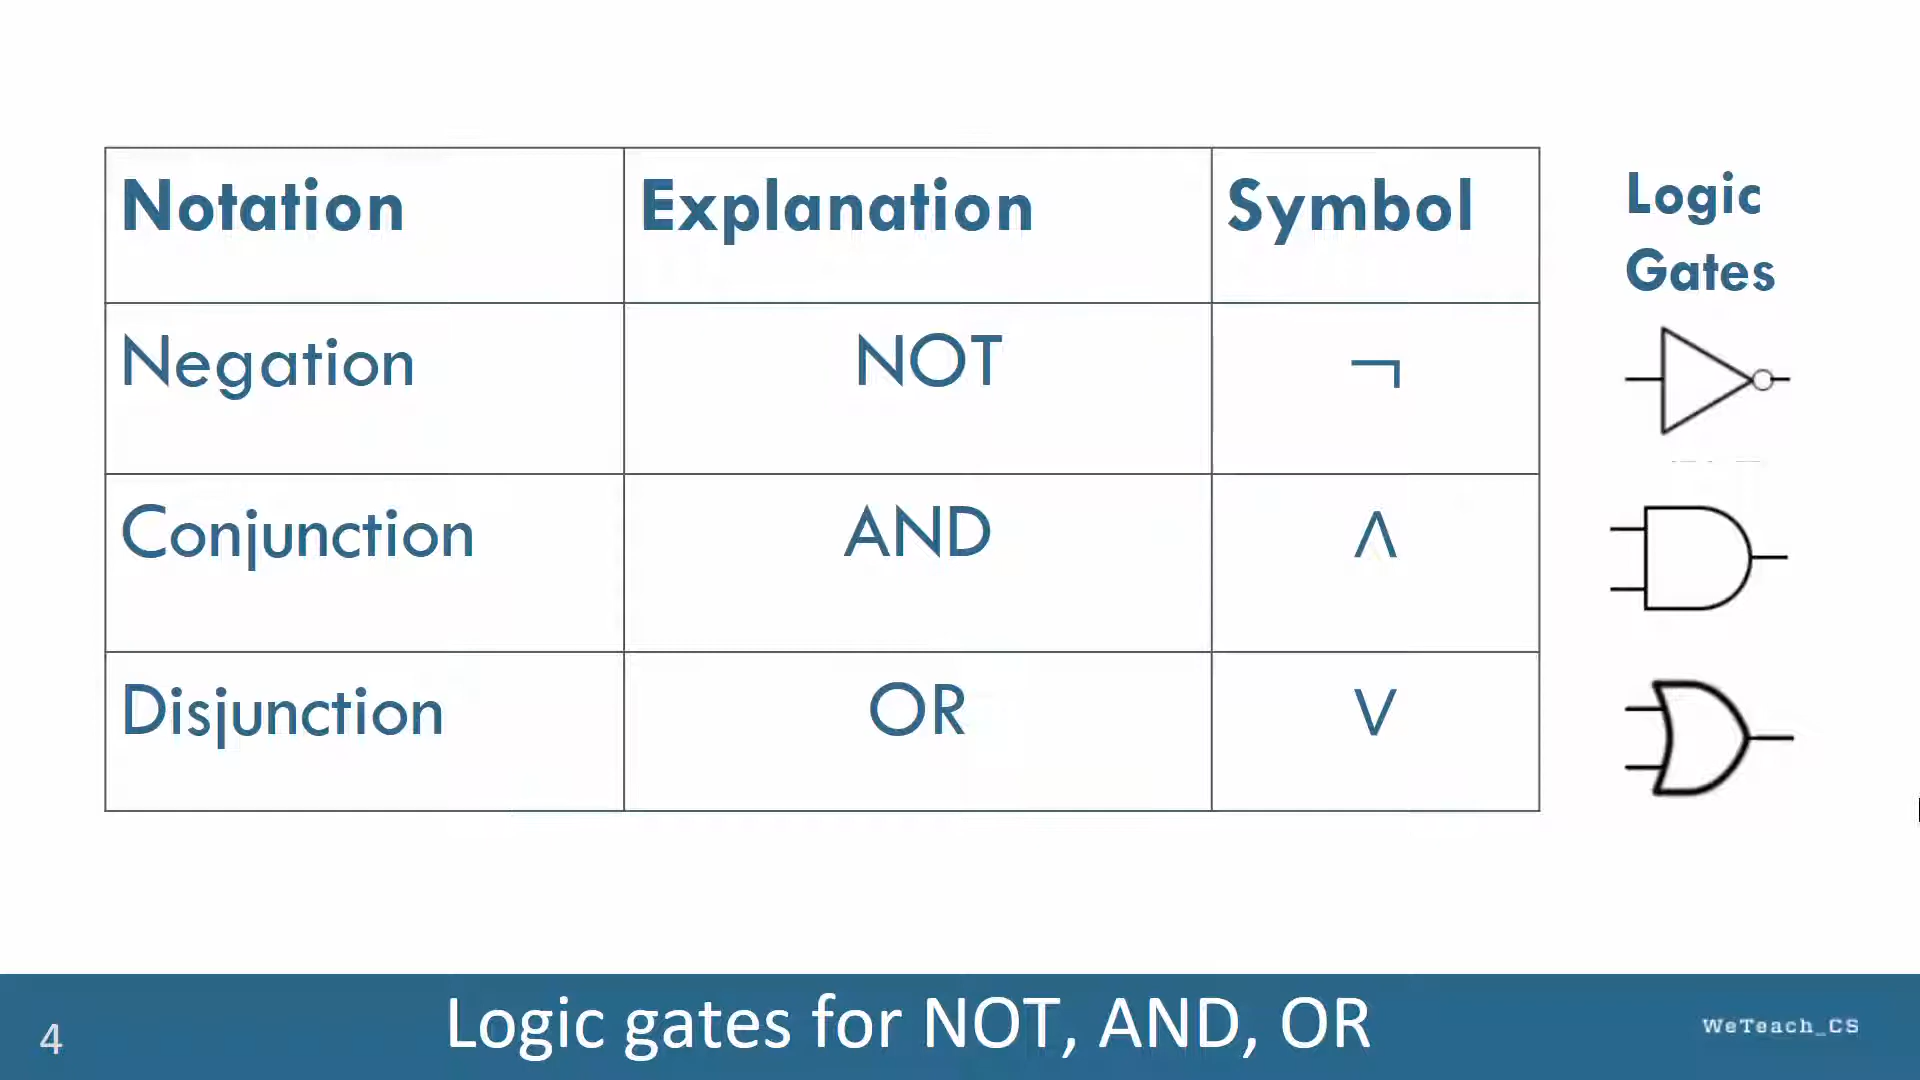 Notation Explanation Symbol
Logic
Gates
Negation NOT ¬
Conjunction AND Λ
Disjunction OR V
4
Logic gates for NOT, AND, OR
WeTeach_CS